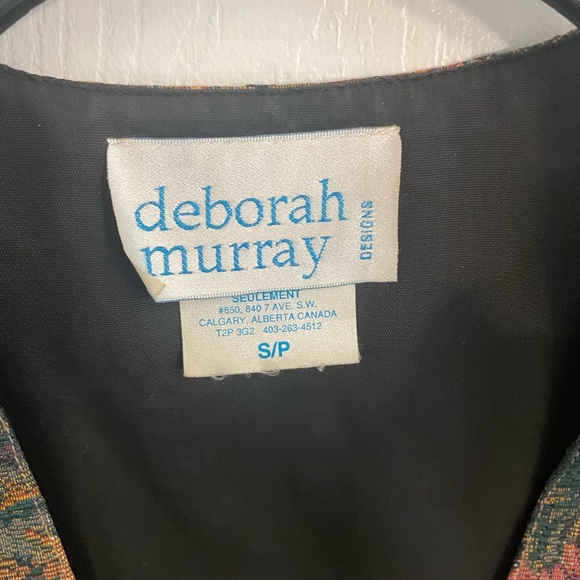 deborah
murray
DESIGNS
SEULEMENT
#850, 840 7 AVE. S.W.
CALGARY, ALBERTA CANADA
T2P 3G2 403-263-4512
S/P